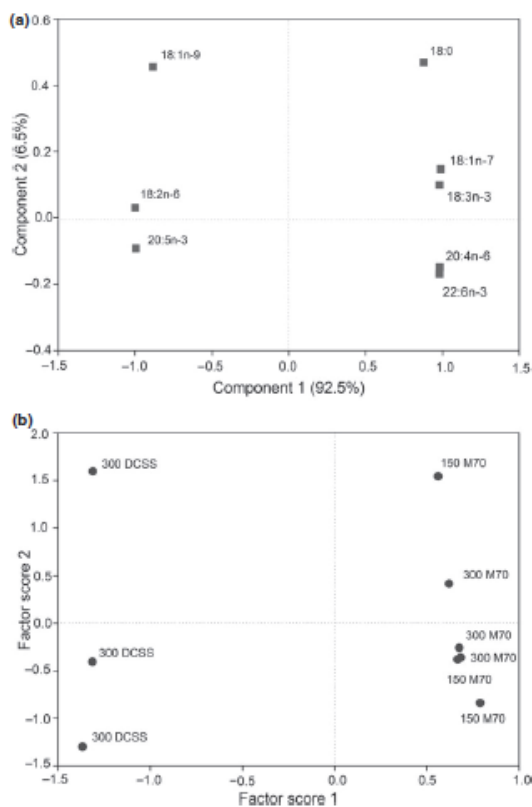 (a)
0.6
0.4
0.2
0.0
−0.2
−0.4
Component 2 (6.5%)
18:1n-9
18:0
18:1n-7
18:3n-3
18:2n-6
20:5n-3
20:4n-6
22:6n-3
−1.5
−1.0
−0.5
0.0
0.5
1.0
1.5
Component 1 (92.5%)
(b)
2.0
1.5
1.0
0.5
0.0
−0.5
−1.0
−1.5
Factor score 2
300 DCSS
150 M70
300 M70
300 M70
300 DCSS
300 M70
150 M70
150 M70
300 DCSS
−1.5
−1.0
−0.5
0.0
0.5
1.00
Factor score 1